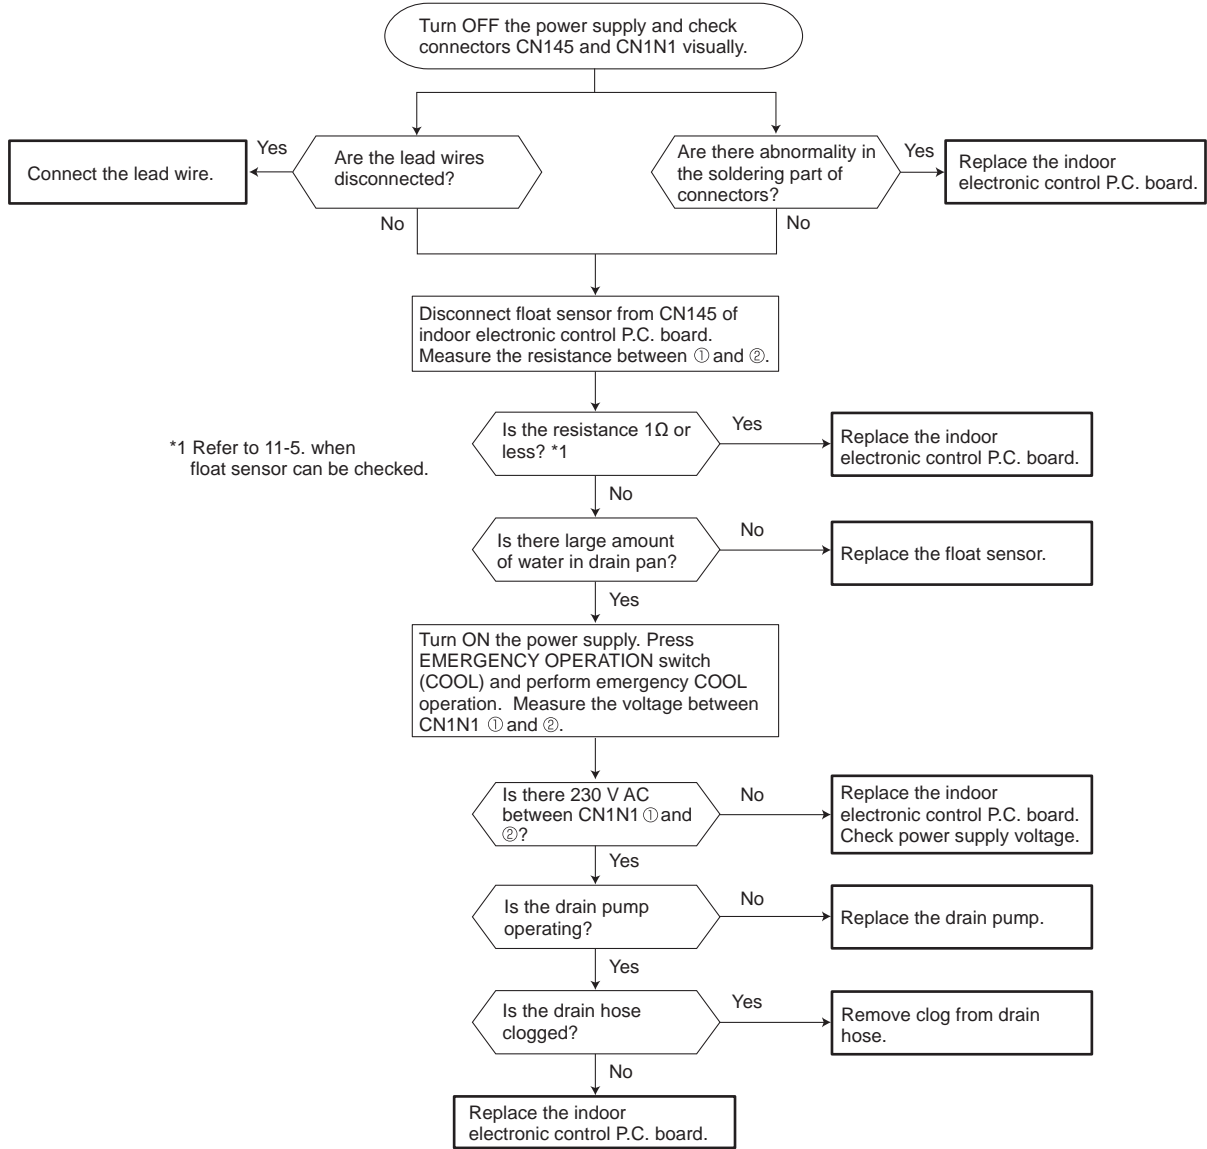 Turn OFF the power supply and check
connectors CN145 and CN1N1 visually.
Yes
Connect the lead wire.
Are the lead wires
disconnected?
No
Are there abnormality in
the soldering part of
connectors?
Yes
Replace the indoor
electronic control P.C. board.
No
Disconnect float sensor from CN145 of
indoor electronic control P.C. board.
Measure the resistance between ① and ②.
*1 Refer to 11-5. when
float sensor can be checked.
Is the resistance 1Ω or
less? *1
Yes
Replace the indoor
electronic control P.C. board.
No
Is there large amount
of water in drain pan?
No
Replace the float sensor.
Yes
Turn ON the power supply. Press
EMERGENCY OPERATION switch
(COOL) and perform emergency COOL
operation. Measure the voltage between
CN1N1 ① and ②.
Is there 230 V AC
between CN1N1 ① and
②?
No
Replace the indoor
electronic control P.C. board.
Check power supply voltage.
Yes
Is the drain pump
operating?
No
Replace the drain pump.
Yes
Is the drain hose
clogged?
Yes
Remove clog from drain
hose.
No
Replace the indoor
electronic control P.C. board.